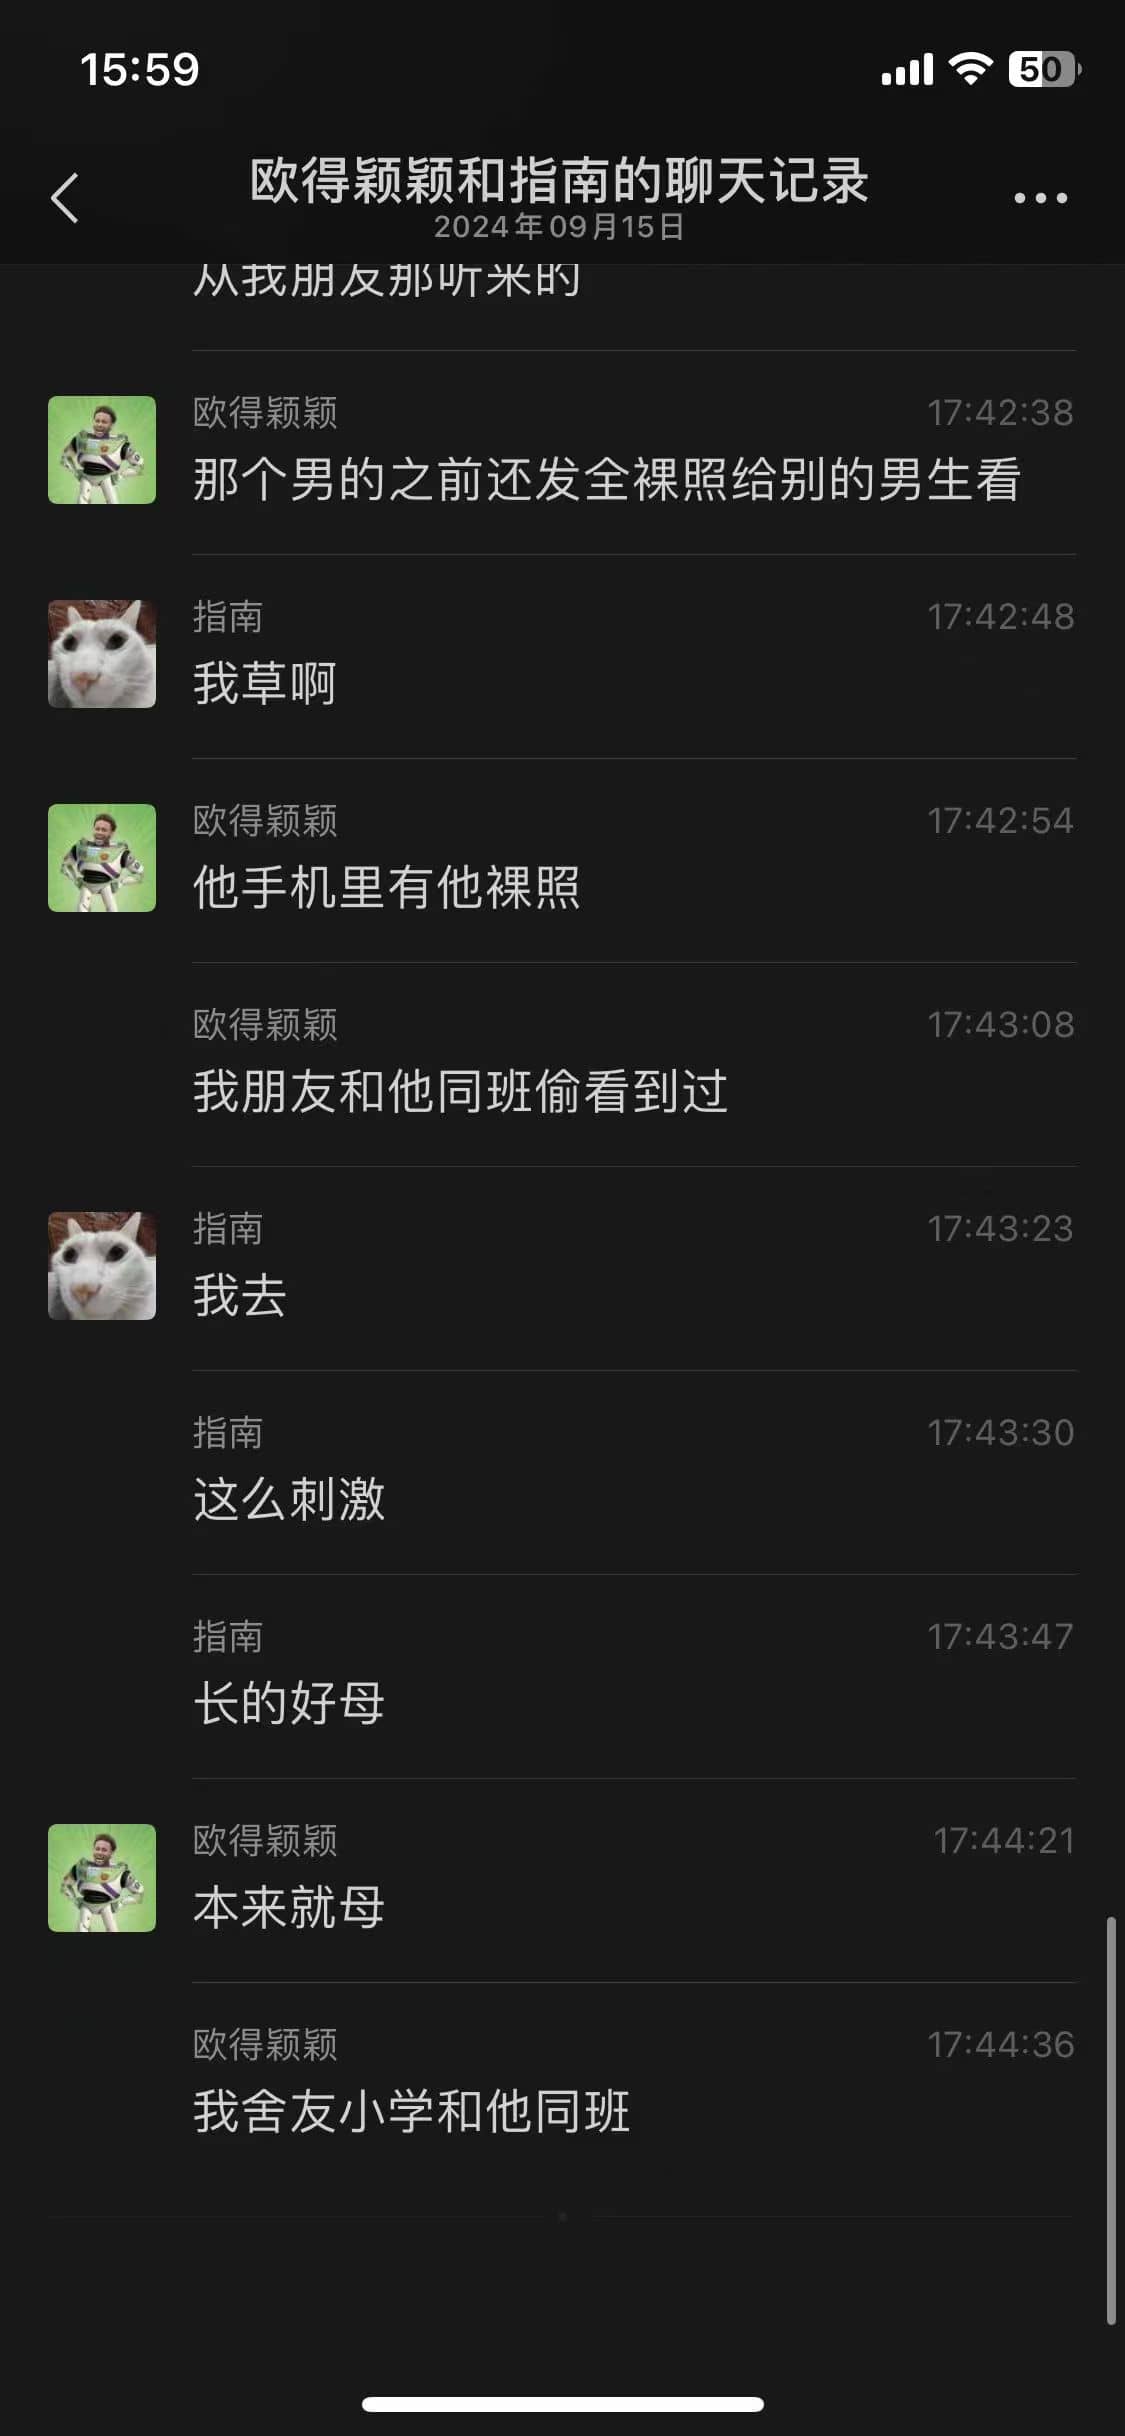 15:59
50
欧得颖颖和指南的聊天记录
2024年09月15日
从我朋友那听来的
欧得颖颖
17:42:38
那个男的之前还发全裸照给别的男生看
指南
17:42:48
我草啊
欧得颖颖
17:42:54
他手机里有他裸照
欧得颖颖
17:43:08
我朋友和他同班偷看到过
指南
17:43:23
我去
指南
17:43:30
这么刺激
指南
17:43:47
长的好母
欧得颖颖
17:44:21
本来就母
欧得颖颖
17:44:36
我舍友小学和他同班